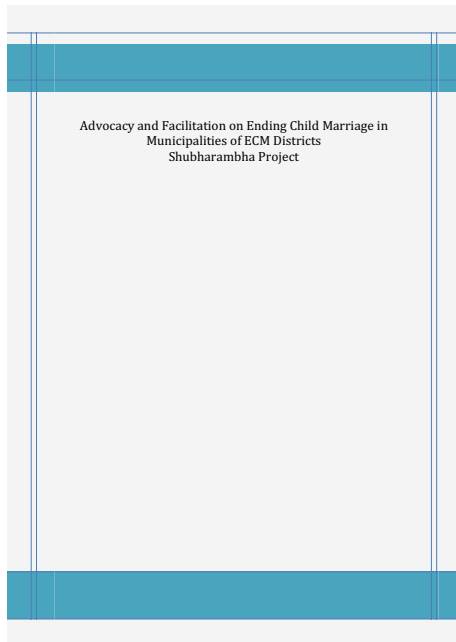 Advocacy and Facilitation on Ending Child Marriage in
Municipalities of ECM Districts
Shubharambha Project